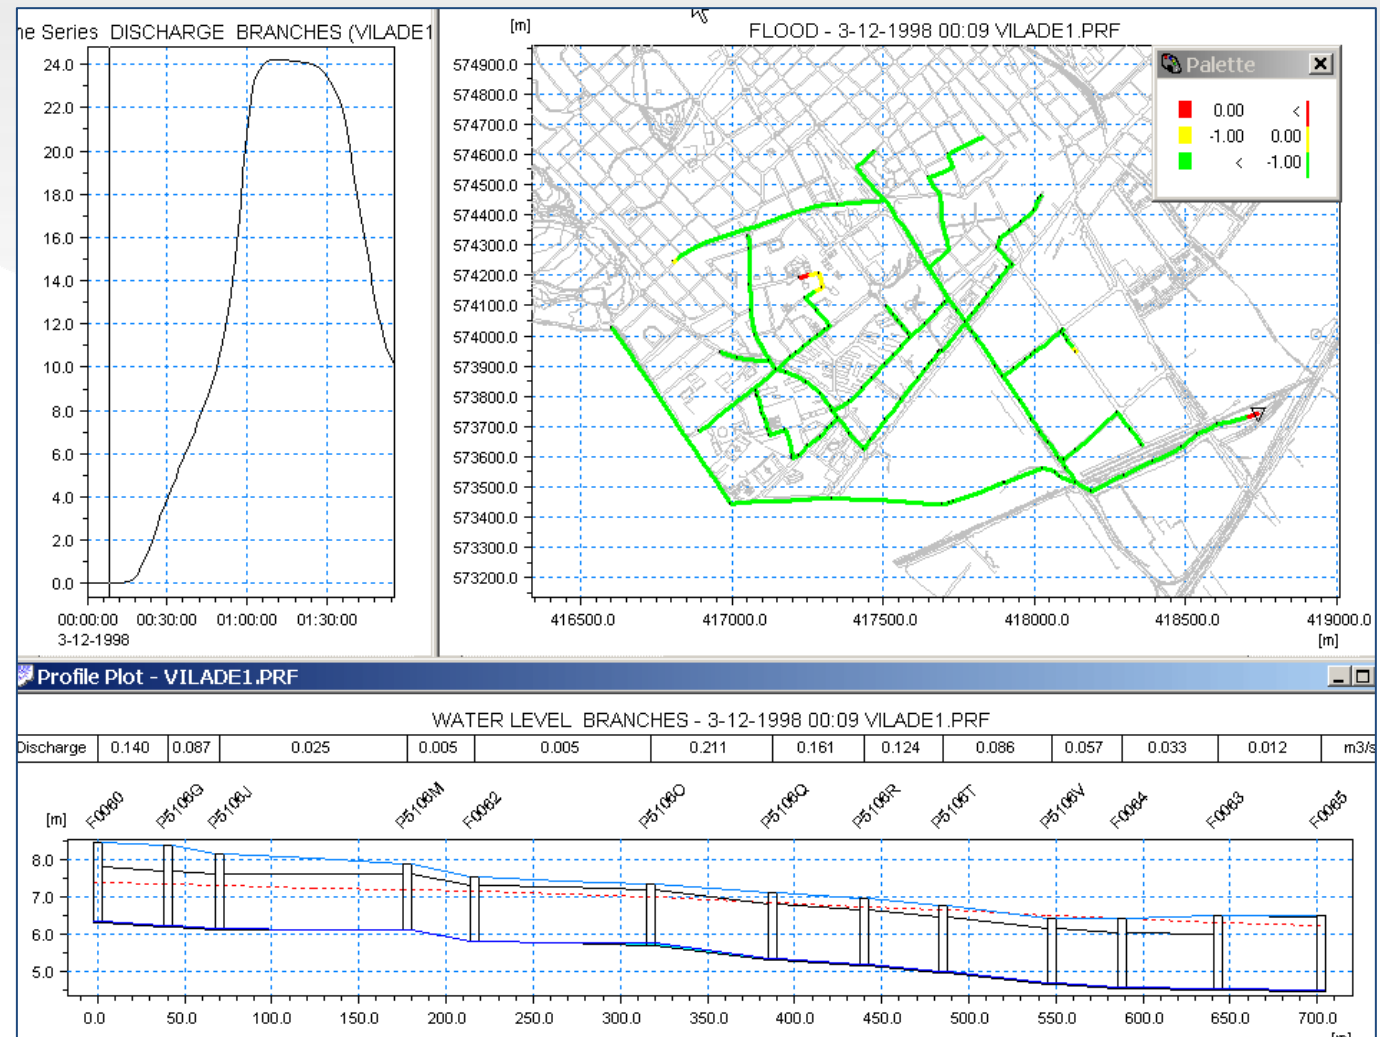 ne Series DISCHARGE BRANCHES (VILADE1
24.0
22.0
20.0
18.0
16.0
14.0
12.0
10.0
8.0
6.0
4.0
2.0
0.0
00:00:00 00:30:00 01:00:00 01:30:00
3-12-1998
[m]
FLOOD - 3-12-1998 00:09 VILADE1.PRF
574900.0
574800.0
574700.0
574600.0
574500.0
574400.0
574300.0
574200.0
574100.0
574000.0
573900.0
573800.0
573700.0
573600.0
573500.0
573400.0
573300.0
573200.0
416500.0 417000.0 417500.0 418000.0 418500.0 419000.0
[m]
Palette
0.00 <
-1.00 0.00
< -1.00
Profile Plot - VILADE1.PRF
WATER LEVEL BRANCHES - 3-12-1998 00:09 VILADE1.PRF
Discharge 0.140 0.087 0.025 0.005 0.005 0.211 0.161 0.124 0.086 0.057 0.033 0.012 m3/s
F0060 P5106G P5106J P5106M F0062 P5106O P5106Q P5106R P5106T P5106V F0064 F0063 F0065
[m]
8.0
7.0
6.0
5.0
0.0 50.0 100.0 150.0 200.0 250.0 300.0 350.0 400.0 450.0 500.0 550.0 600.0 650.0 700.0
[m]